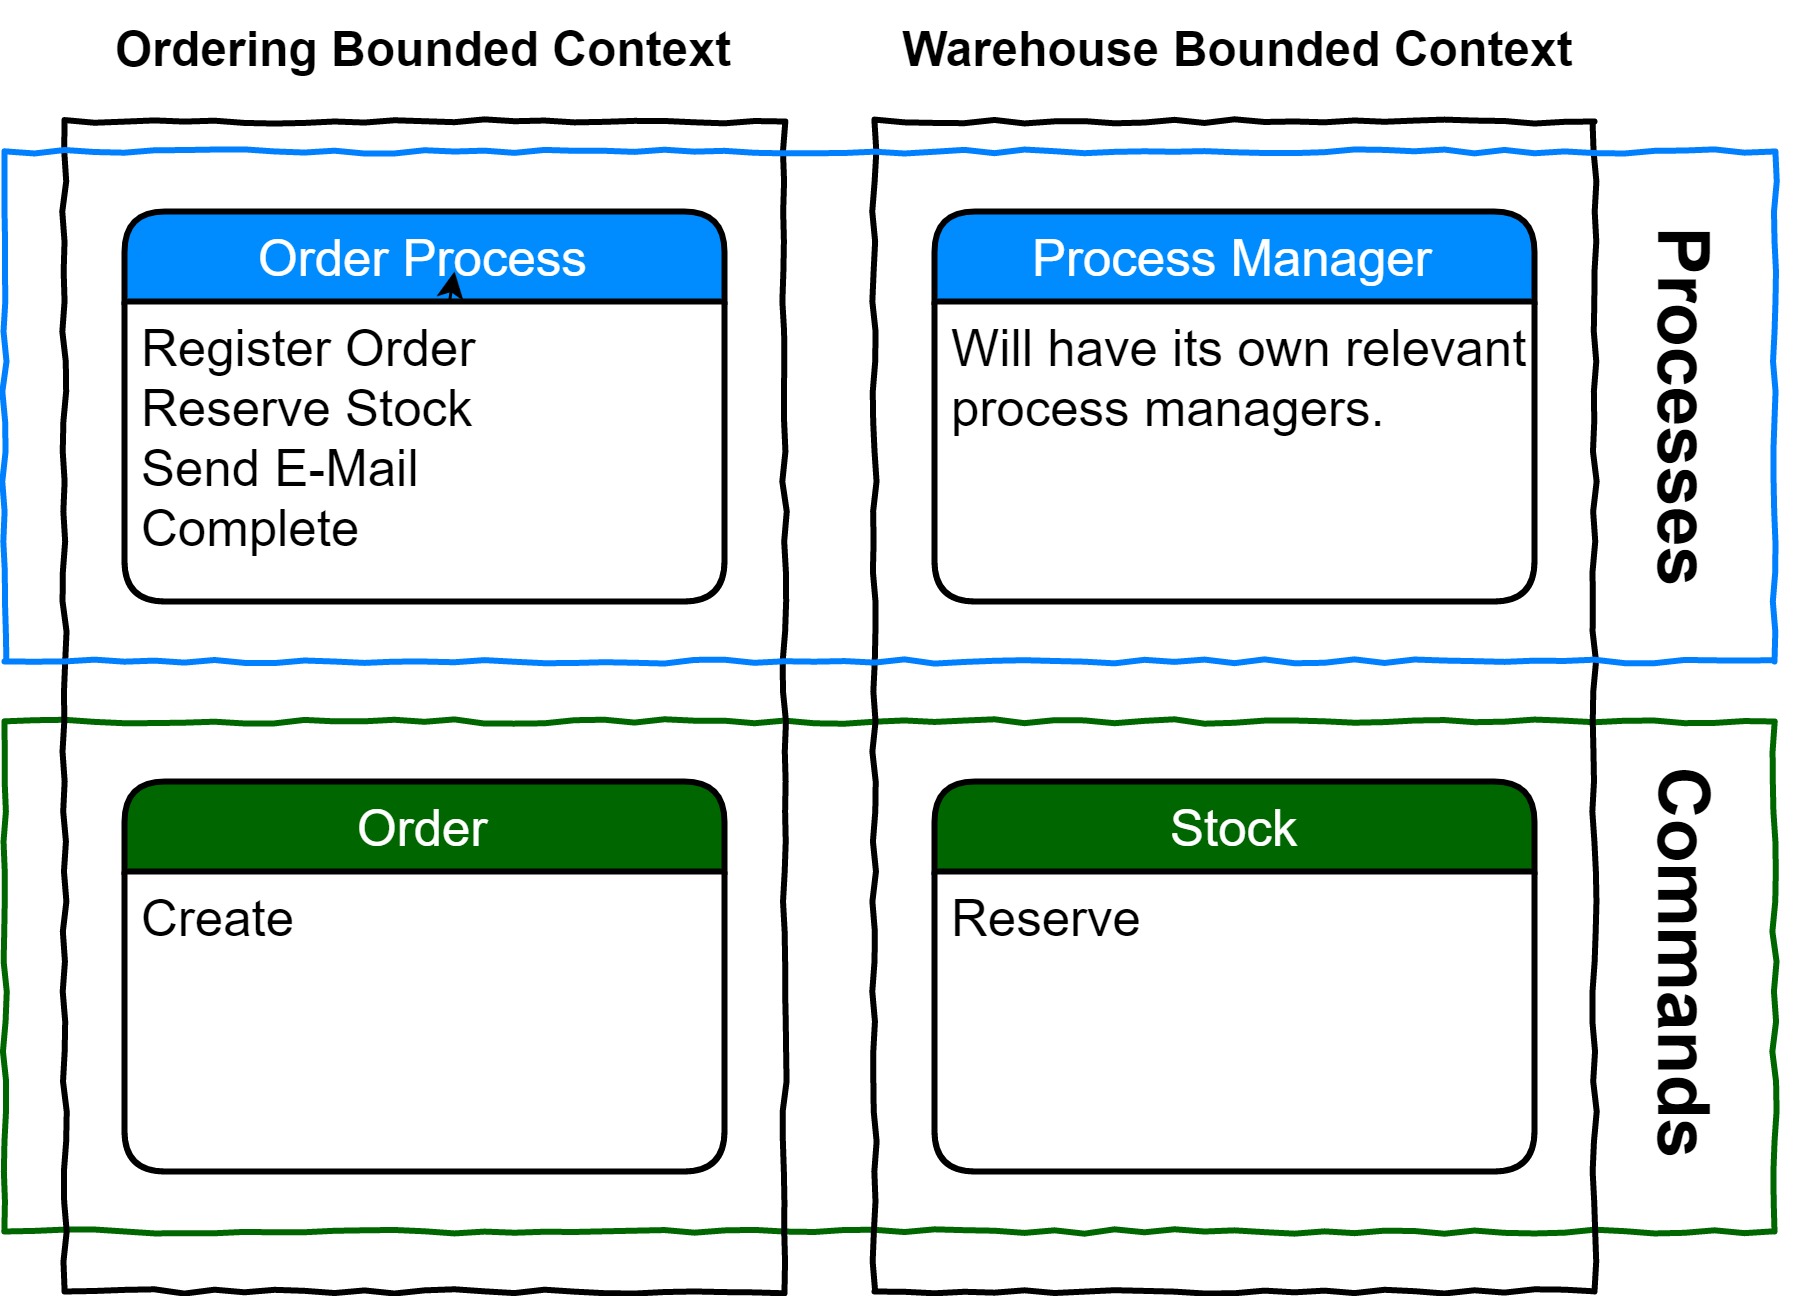 Ordering Bounded Context
Warehouse Bounded Context
Order Process
Register Order
Reserve Stock
Send E-Mail
Complete
Process Manager
Will have its own relevant
process managers.
Processes
Order
Create
Stock
Reserve
Commands